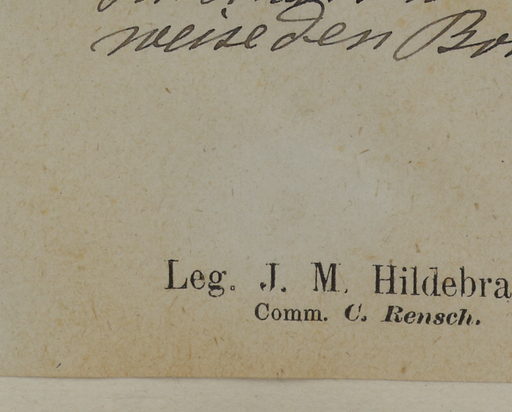 weise den Bo
Leg. J. M. Hildebra
Comm. C. Rensch.